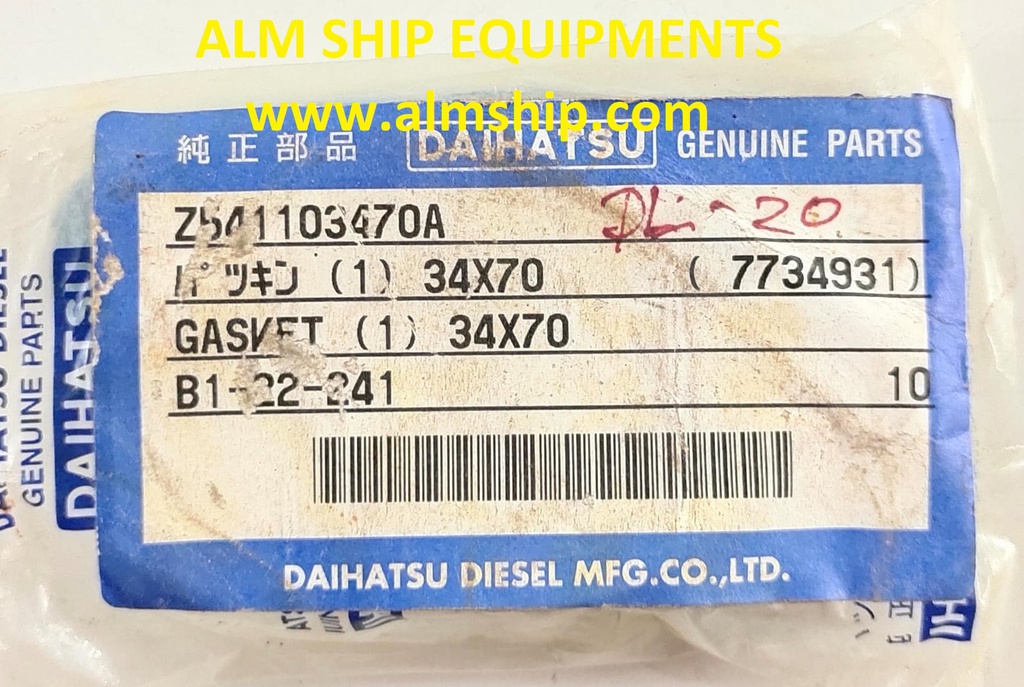 ALM SHIP EQUIPMENTS
www.almship.com
純正部品 DAIHATSU GENUINE PARTS
Z541103470A DL-20
パツキン (1) 34X70 ( 7734931)
GASKET (1) 34X70
B1-22-241 10
DAIHATSU DIESEL MFG.CO.,LTD.
GENUINE PARTS
DAIHATSU